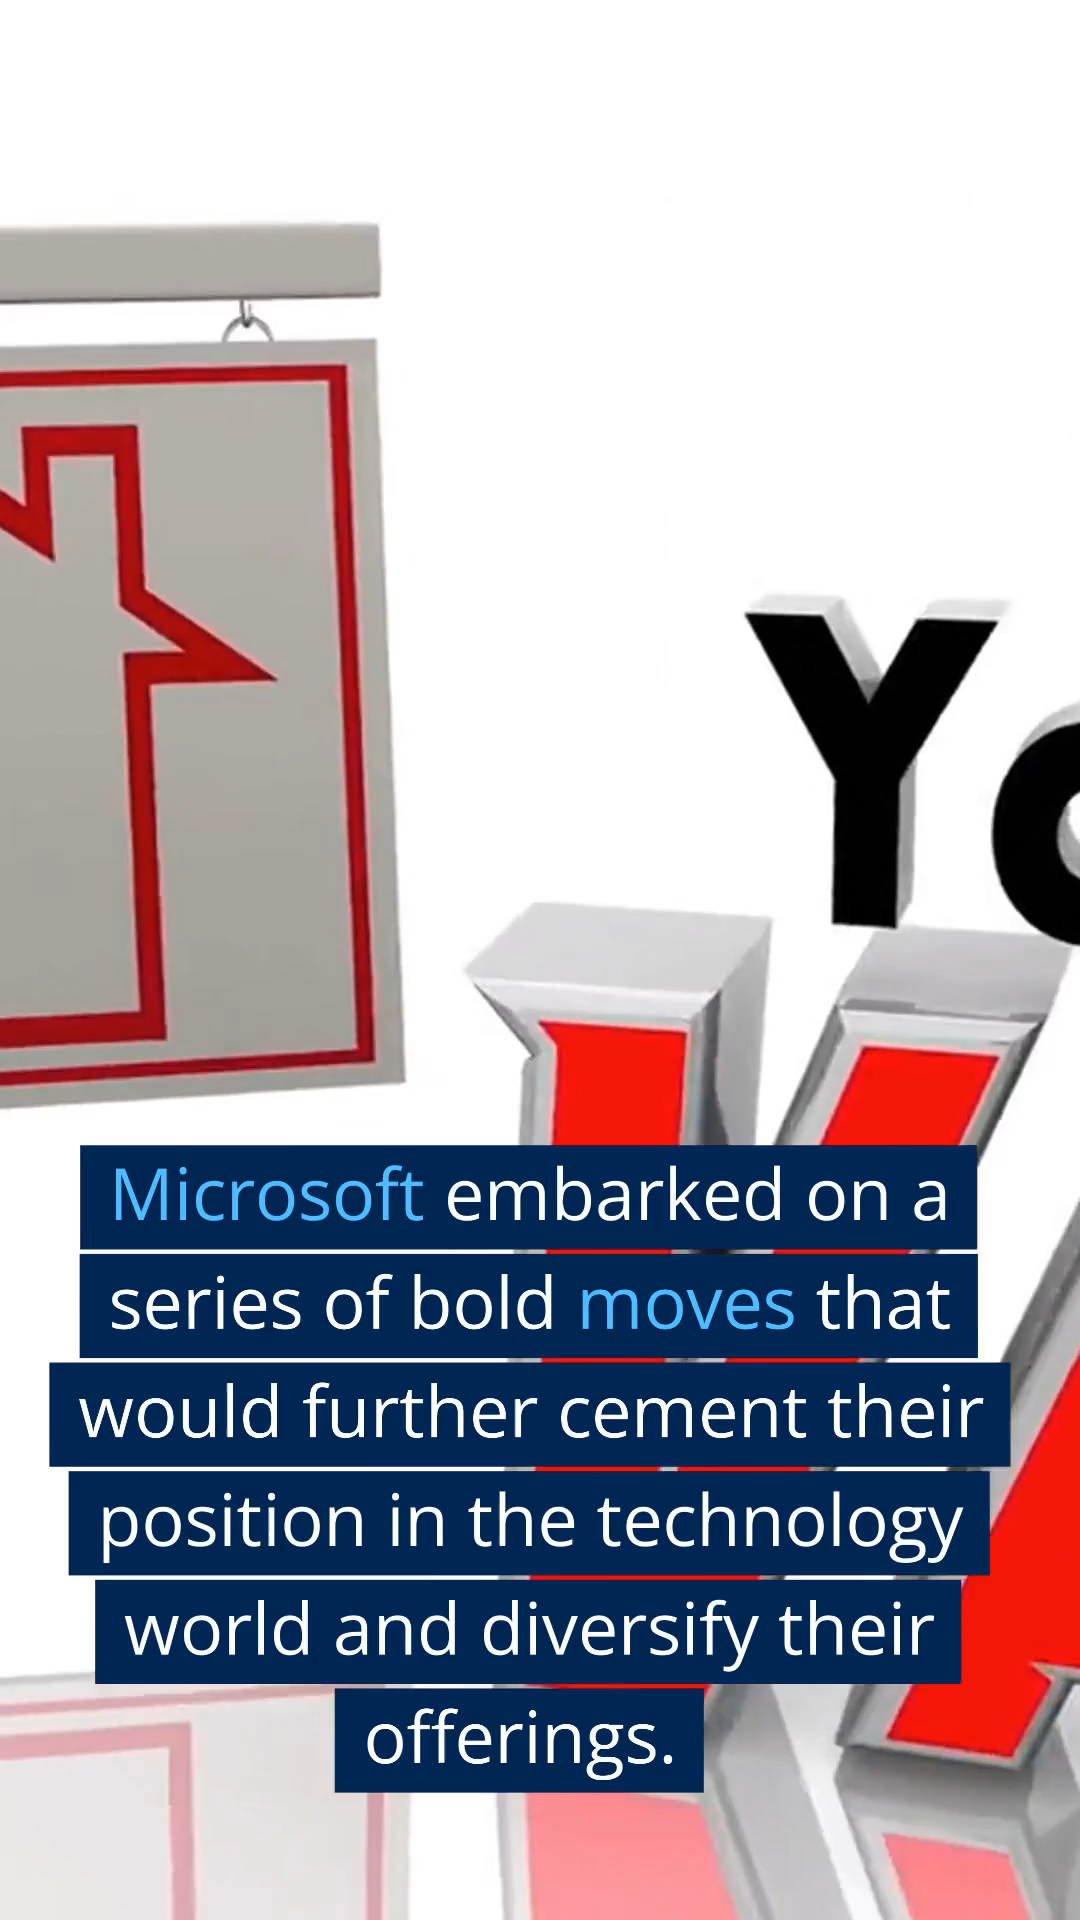 Yo
Microsoft embarked on a
series of bold moves that
would further cement their
position in the technology
world and diversify their
offerings.